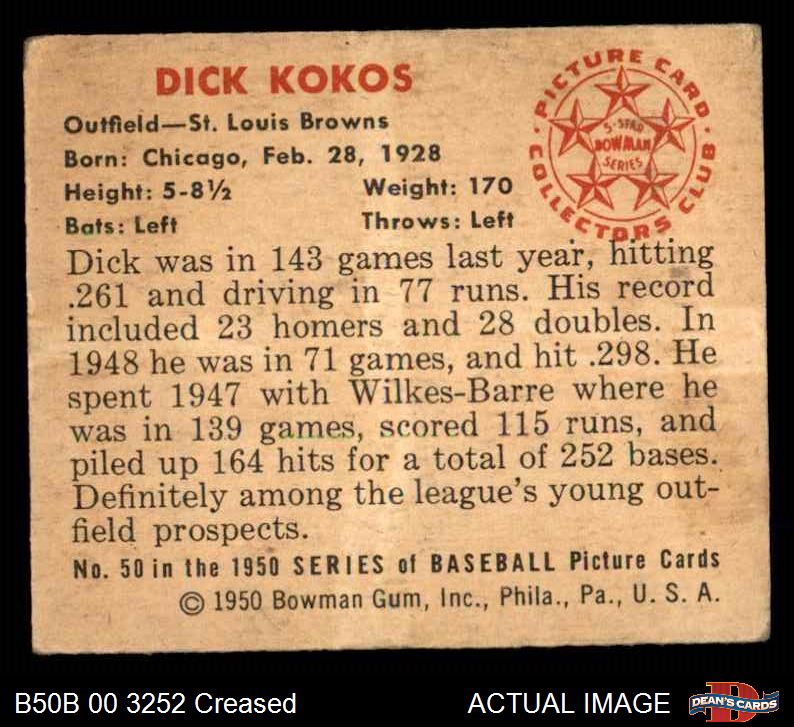 DICK KOKOS
Outfield—St. Louis Browns
Born: Chicago, Feb. 28, 1928
Height: 5-8½ Weight: 170
Bats: Left Throws: Left
PICTURE CARD
COLLECTORS CLUB
5-STAR
BOWMAN
SERIES
Dick was in 143 games last year, hitting
.261 and driving in 77 runs. His record
included 23 homers and 28 doubles. In
1948 he was in 71 games, and hit .298. He
spent 1947 with Wilkes-Barre where he
was in 139 games, scored 115 runs, and
piled up 164 hits for a total of 252 bases.
Definitely among the league's young out-
field prospects.
No. 50 in the 1950 SERIES of BASEBALL Picture Cards
© 1950 Bowman Gum, Inc., Phila., Pa., U. S. A.
B50B 00 3252 Creased
ACTUAL IMAGE
DEAN'S CARDS